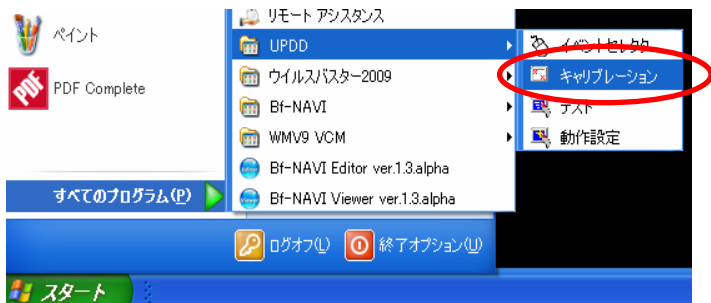 ペイント
PDF
PDF Complete
すべてのプログラム(P)
リモート アシスタンス
UPDD
ウイルスバスター2009
Bf-NAVI
WMV9 VCM
Bf-NAVI Editor ver.1.3.alpha
Bf-NAVI Viewer ver.1.3.alpha
イベントセレクタ
キャリブレーション
テスト
動作設定
ログオフ(L)
終了オプション(U)
スタート